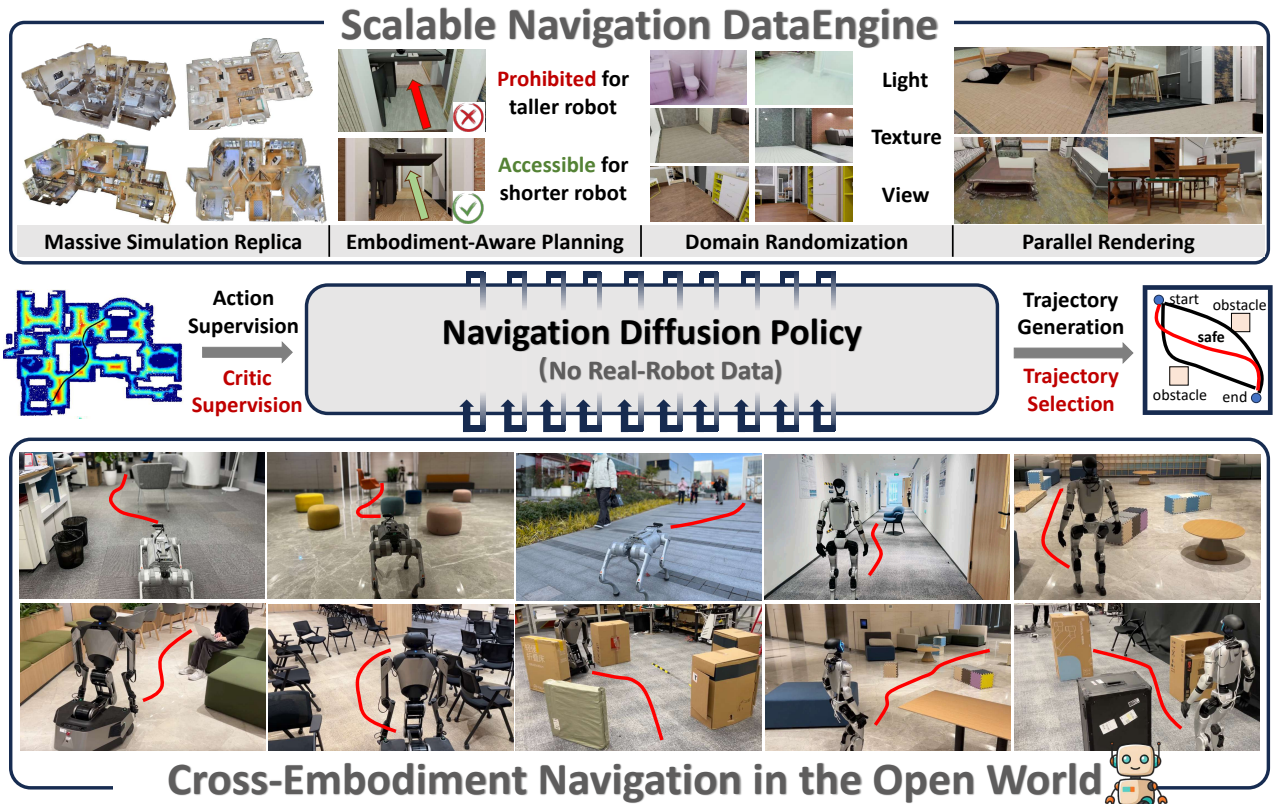 Scalable Navigation DataEngine
Prohibited for
taller robot
Accessible for
shorter robot
Light
Texture
View
Massive Simulation Replica
Embodiment-Aware Planning
Domain Randomization
Parallel Rendering
Action
Supervision
Critic
Supervision
Navigation Diffusion Policy
(No Real-Robot Data)
Trajectory
Generation
Trajectory
Selection
start
obstacle
safe
obstacle
end
Cross-Embodiment Navigation in the Open World